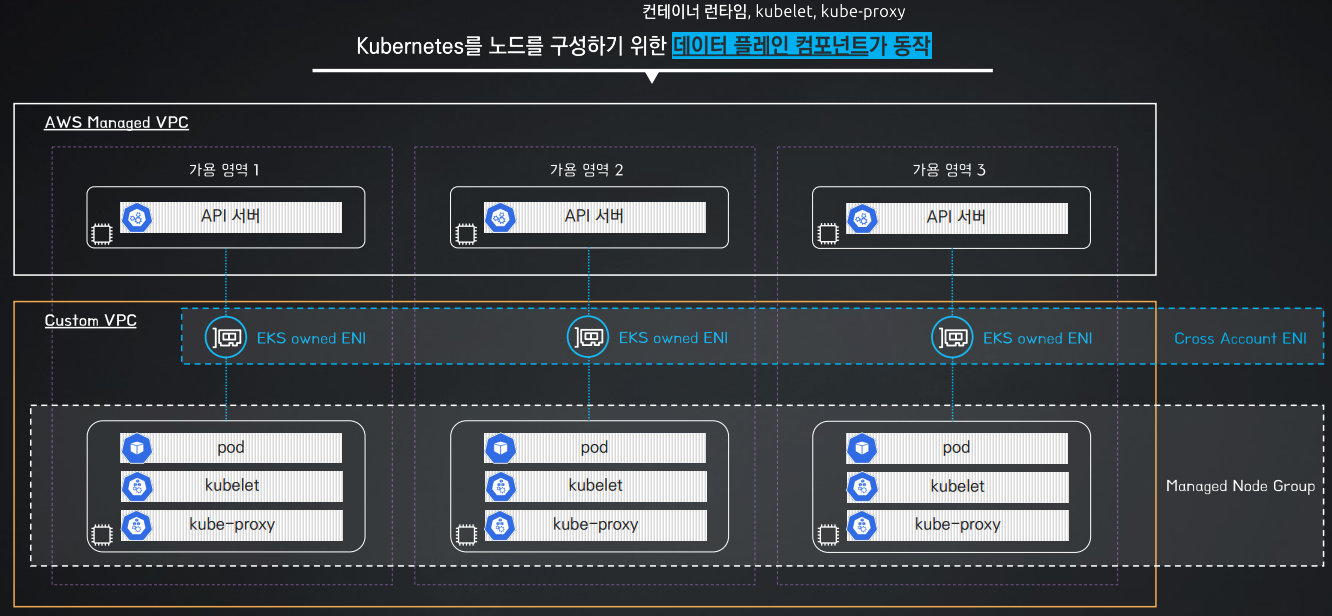 컨테이너 런타임, kubelet, kube-proxy
Kubernetes를 노드를 구성하기 위한 데이터 플레인 컴포넌트가 동작
AWS Managed VPC
가용 영역 1
가용 영역 2
가용 영역 3
API 서버
API 서버
API 서버
Custom VPC
EKS owned ENI
EKS owned ENI
EKS owned ENI
Cross Account ENI
pod
pod
pod
kubelet
kubelet
kubelet
Managed Node Group
kube-proxy
kube-proxy
kube-proxy